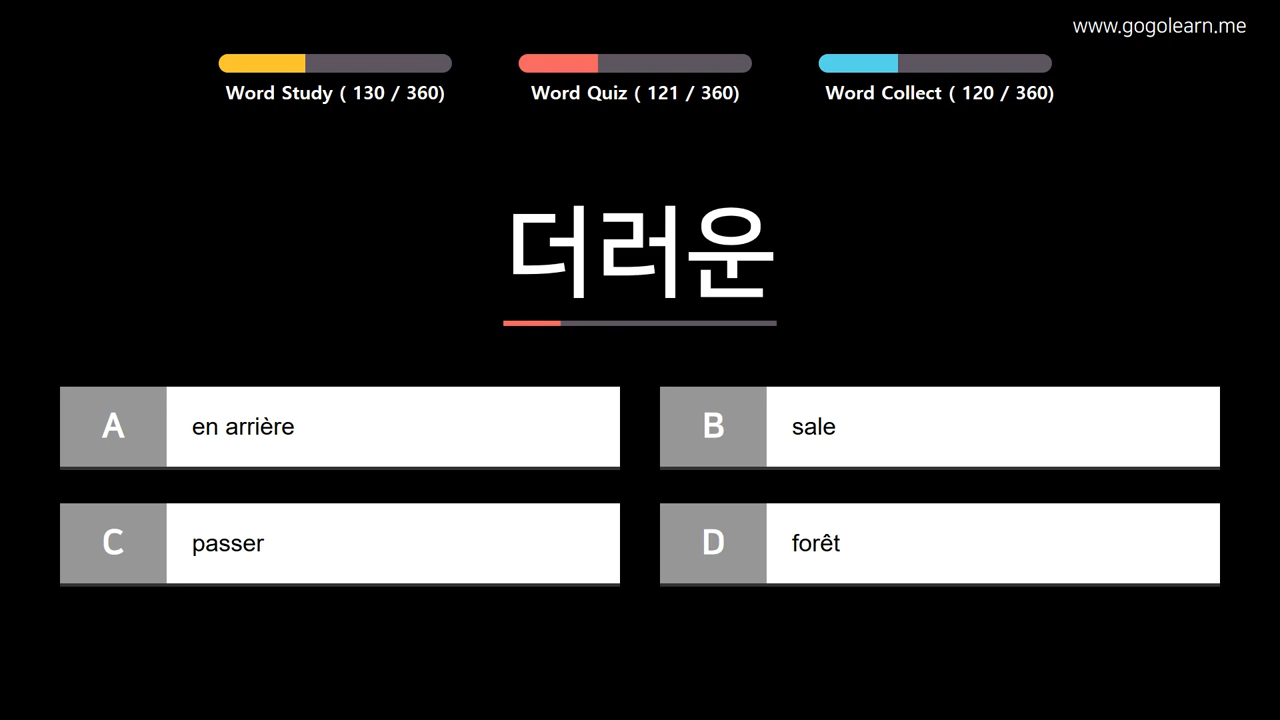 www.gogolearn.me
Word Study ( 130 / 360)
Word Quiz ( 121 / 360)
Word Collect ( 120 / 360)
더러운
A
en arrière
B
sale
C
passer
D
forêt